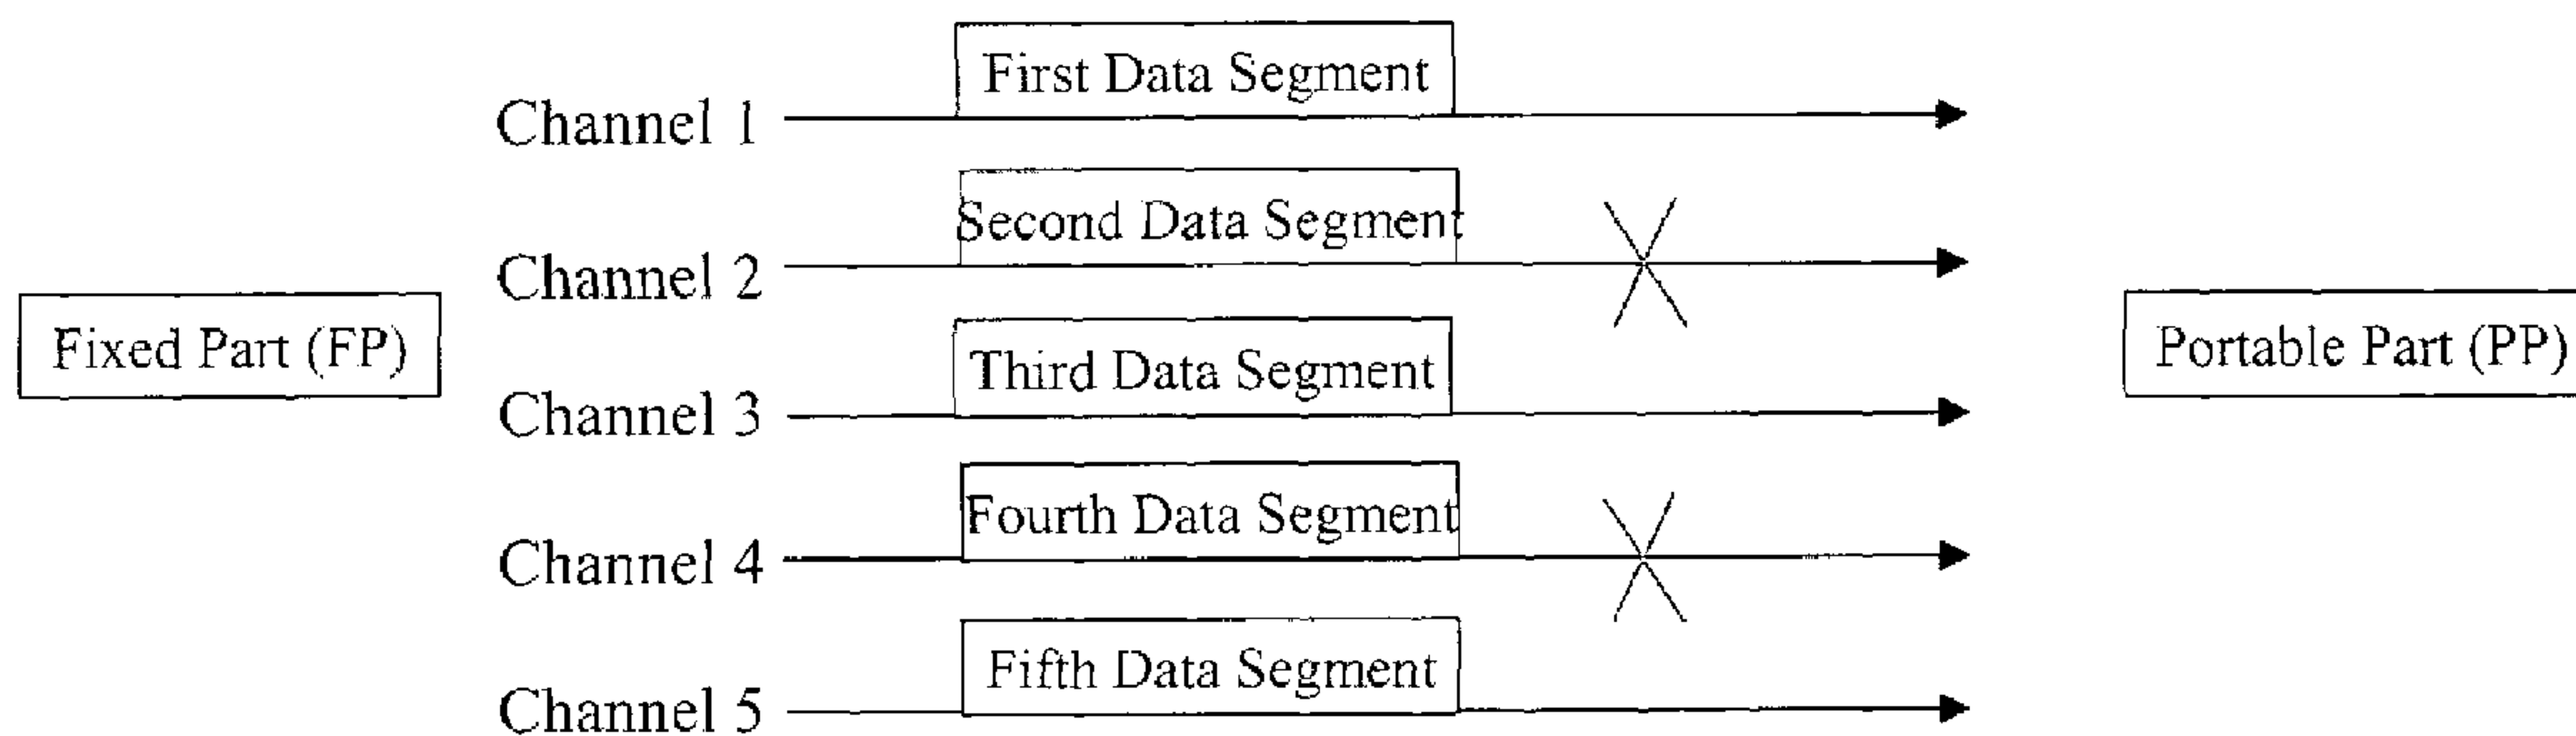 First Data Segment
Channel 1
Second Data Segment
Channel 2
Fixed Part (FP)
Portable Part (PP)
Third Data Segment
Channel 3
Fourth Data Segment
Channel 4
Fifth Data Segment
Channel 5